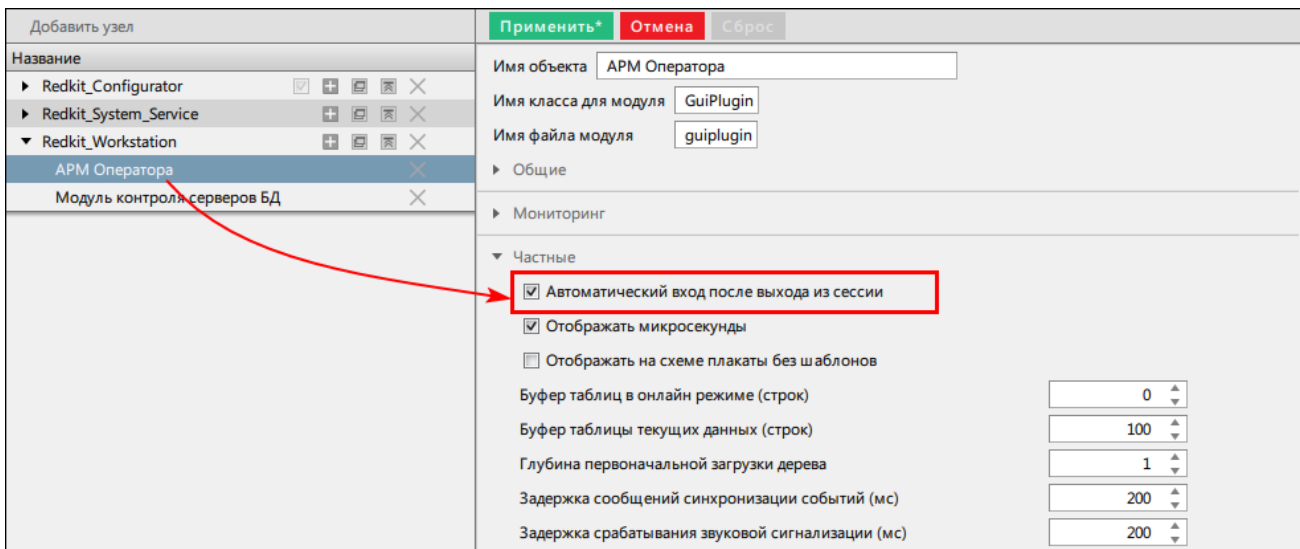 Добавить узел
Название
Redkit_Configurator
Redkit_System_Service
Redkit_Workstation
АРМ Оператора
Модуль контроля серверов БД
Применить* Отмена Сброс
Имя объекта АРМ Оператора
Имя класса для модуля GuiPlugin
Имя файла модуля guiplugin
Общие
Мониторинг
Частные
Автоматический вход после выхода из сессии
Отображать микросекунды
Отображать на схеме плакаты без шаблонов
Буфер таблиц в онлайн режиме (строк) 0
Буфер таблицы текущих данных (строк) 100
Глубина первоначальной загрузки дерева 1
Задержка сообщений синхронизации событий (мс) 200
Задержка срабатывания звуковой сигнализации (мс) 200